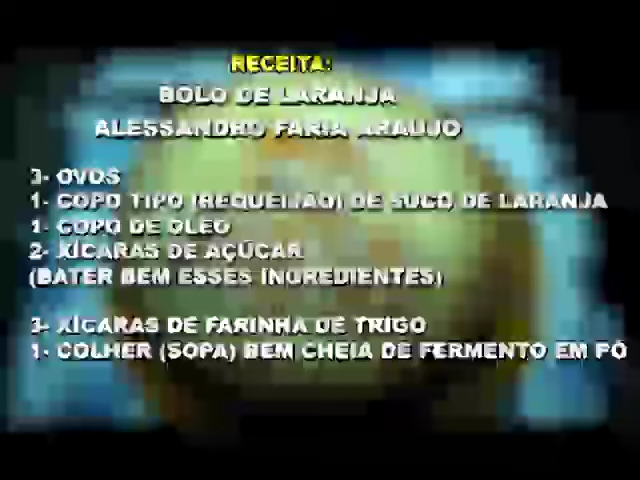 RECEITA:
BOLO DE LARANJA
ALESSANDRO FARIA ARAUJO
3- OVOS
1- COPO TIPO (REQUEIJAO) DE SUCO DE LARANJA
1- COPO DE OLEO
2- XÍCARAS DE AÇÚCAR
(BATER BEM ESSES INGREDIENTES)
3- XÍCARAS DE FARINHA DE TRIGO
1- COLHER (SOPA) BEM CHEIA DE FERMENTO EM PÓ